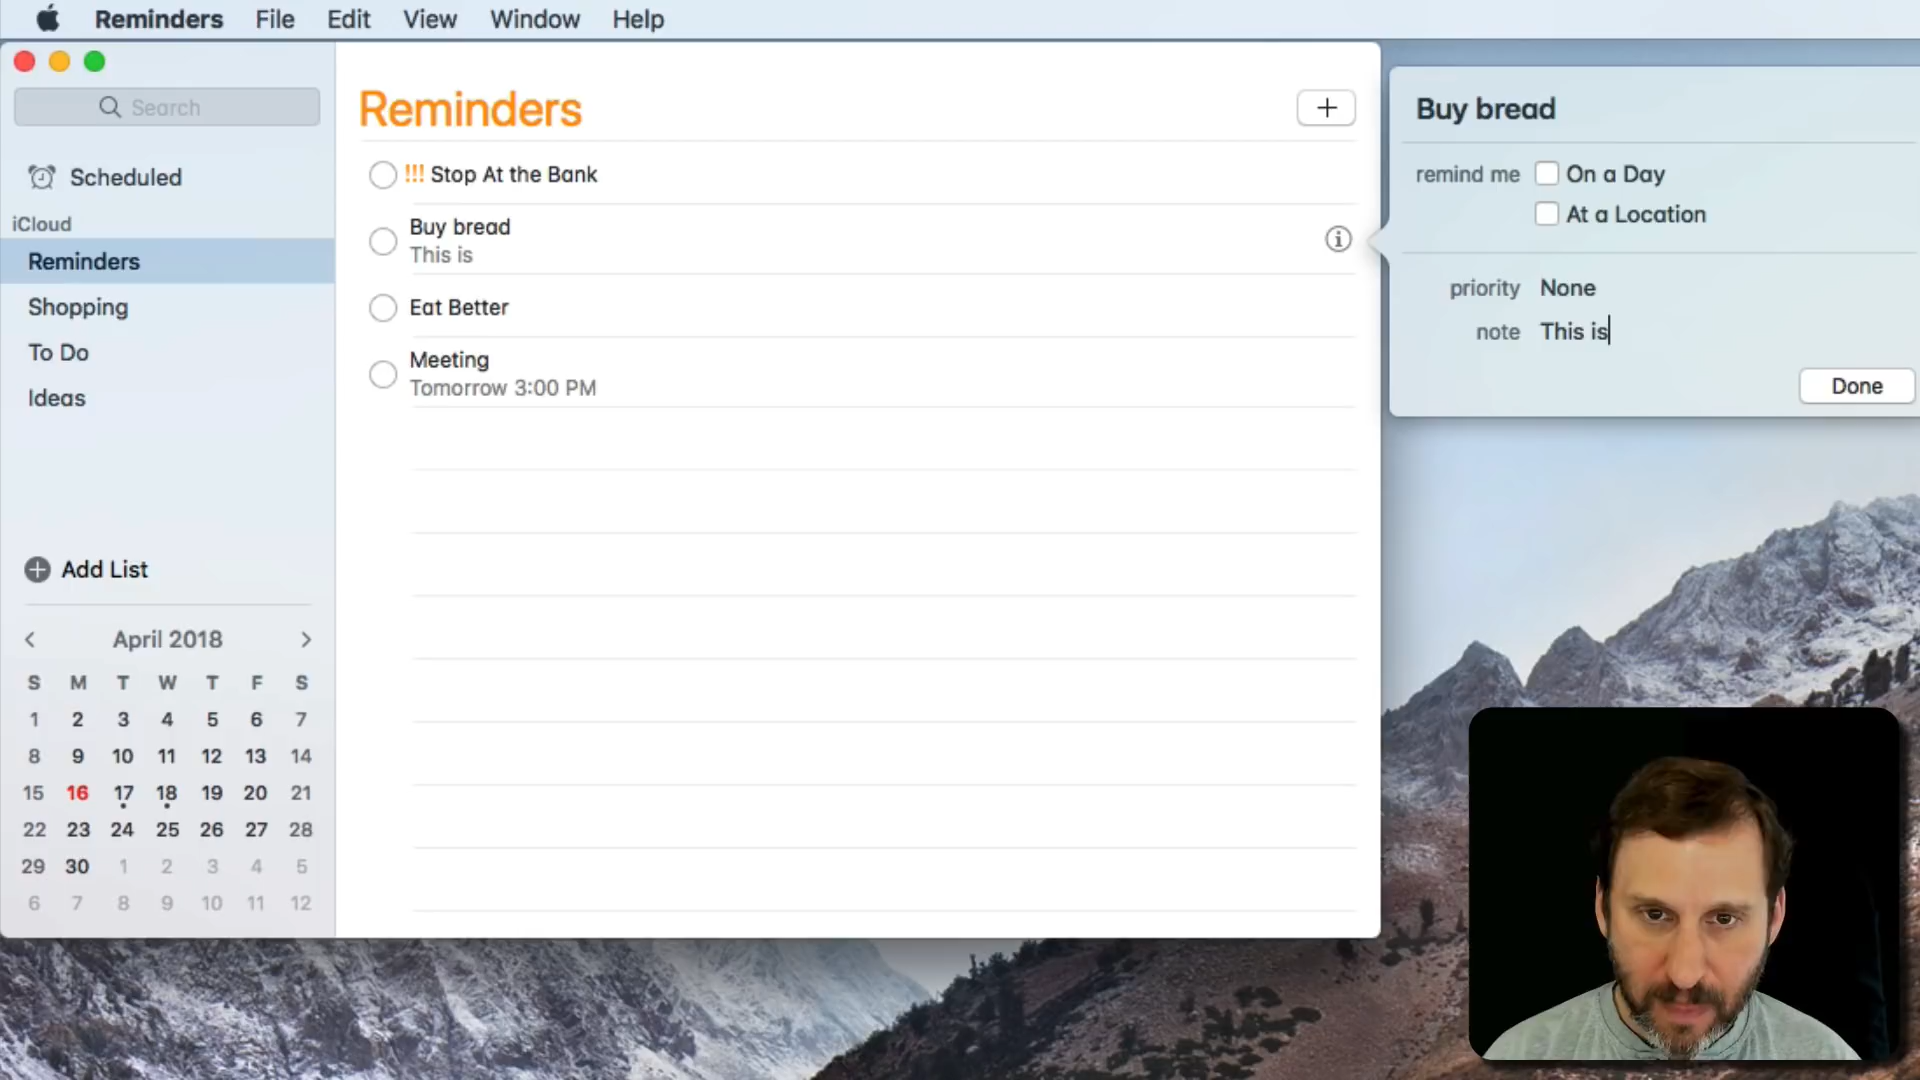 Reminders File Edit View Window Help
Search
Scheduled
iCloud
Reminders
Shopping
To Do
Ideas
Add List
April 2018
S M T W T F S
1 2 3 4 5 6 7
8 9 10 11 12 13 14
15 16 17 18 19 20 21
22 23 24 25 26 27 28
29 30 1 2 3 4 5
6 7 8 9 10 11 12
Reminders
+
!!! Stop At the Bank
Buy bread
This is
Eat Better
Meeting
Tomorrow 3:00 PM
Buy bread
remind me On a Day
At a Location
priority None
note This is
Done